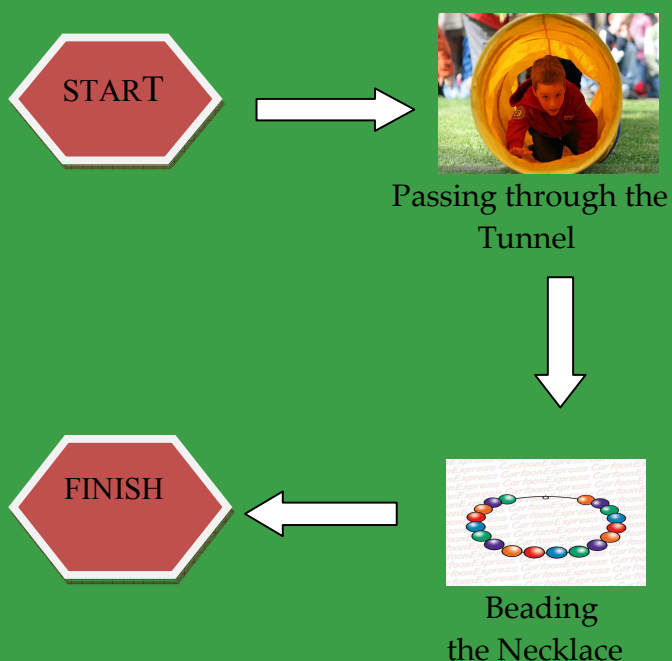 START
Passing through the
Tunnel
FINISH
Beading
the Necklace